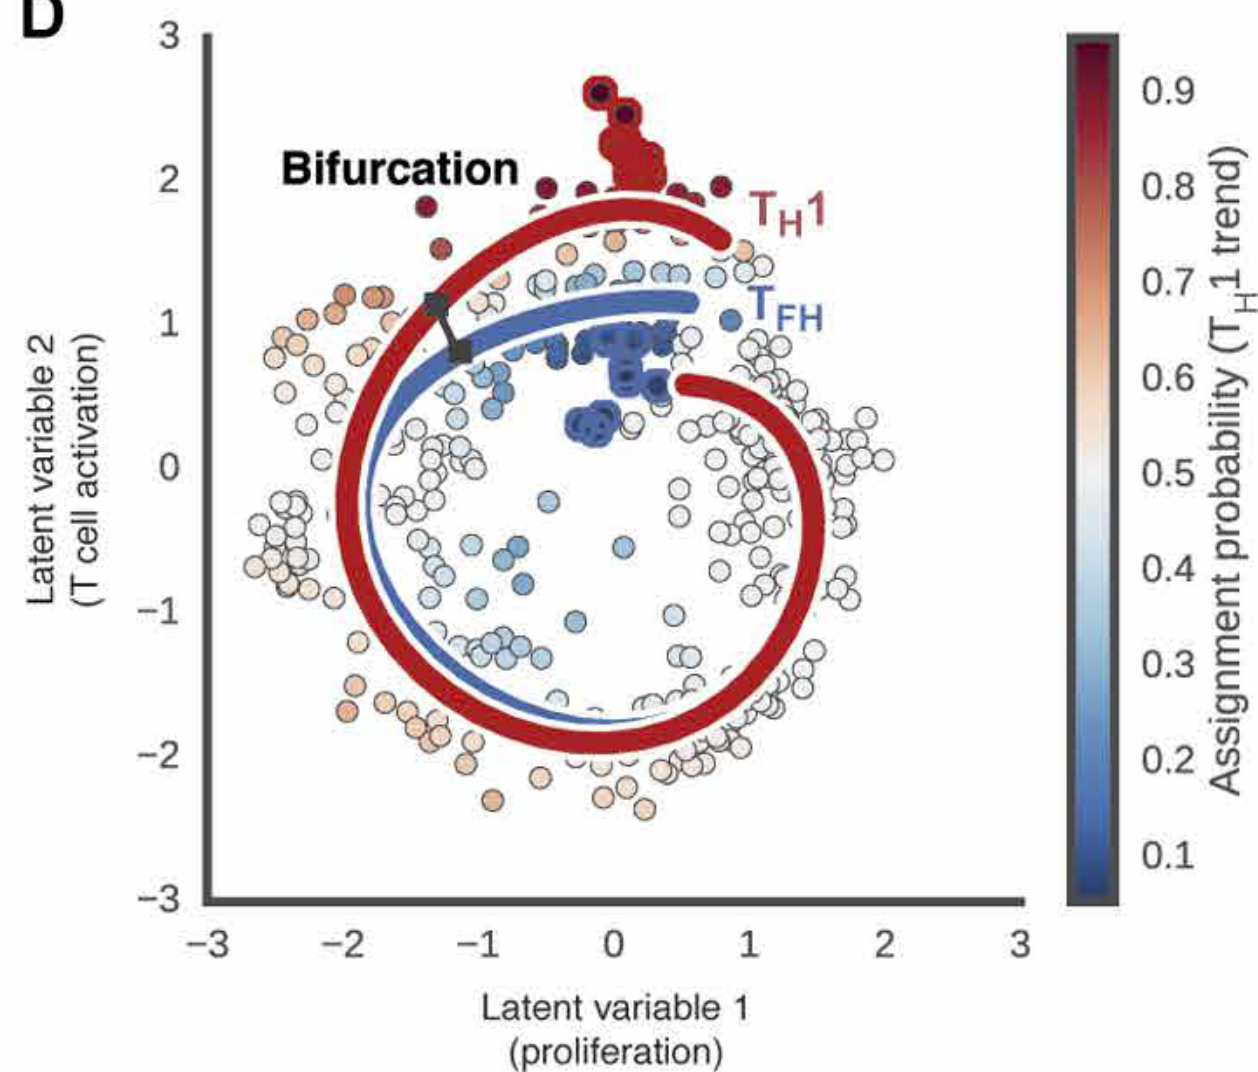 D
3
2
1
0
−1
−2
−3
Latent variable 2
(T cell activation)
Bifurcation
TH1
TFH
−3 −2 −1 0 1 2 3
Latent variable 1
(proliferation)
0.9
0.8
0.7
0.6
0.5
0.4
0.3
0.2
0.1
Assignment probability (TH1 trend)